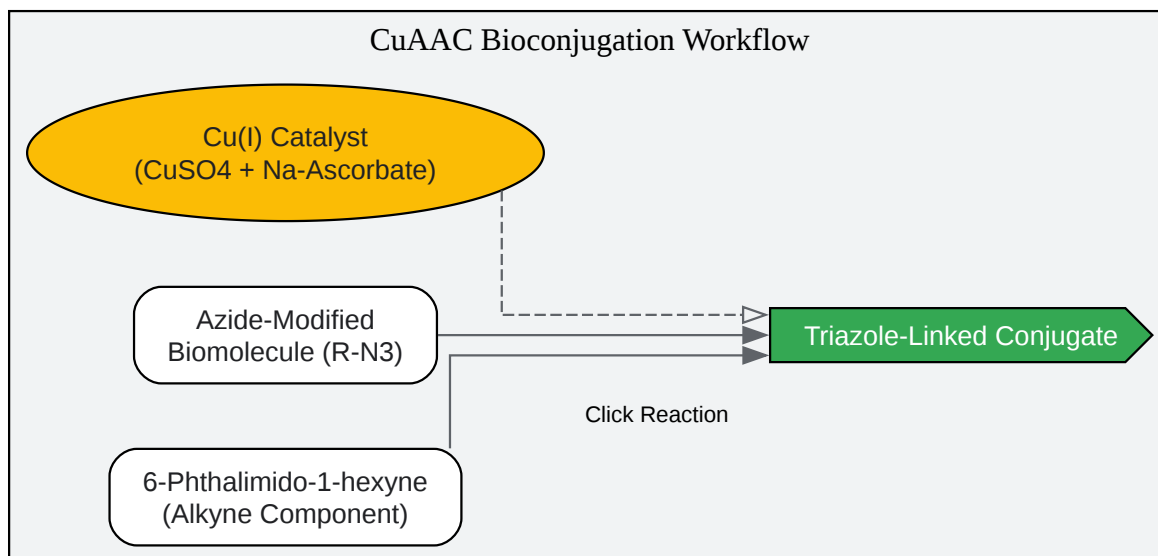 CuAAC Bioconjugation Workflow
Cu(I) Catalyst
(CuSO4 + Na-Ascorbate)
Azide-Modified
Biomolecule (R-N3)
Triazole-Linked Conjugate
Click Reaction
6-Phthalimido-1-hexyne
(Alkyne Component)